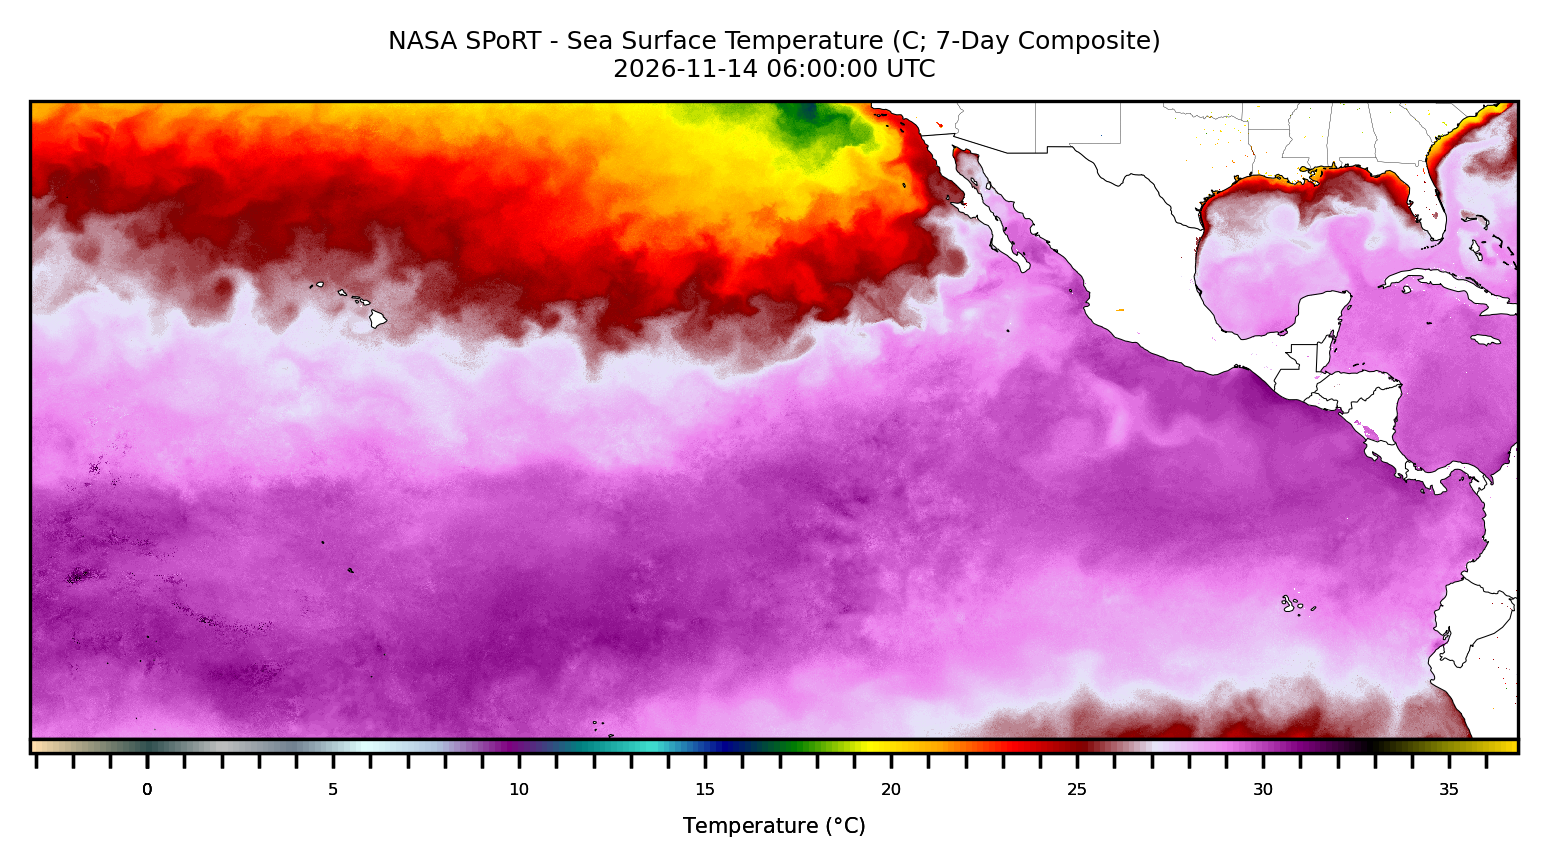 NASA SPoRT - Sea Surface Temperature (C; 7-Day Composite)
2026-11-14 06:00:00 UTC
0 5 10 15 20 25 30 35
Temperature (°C)